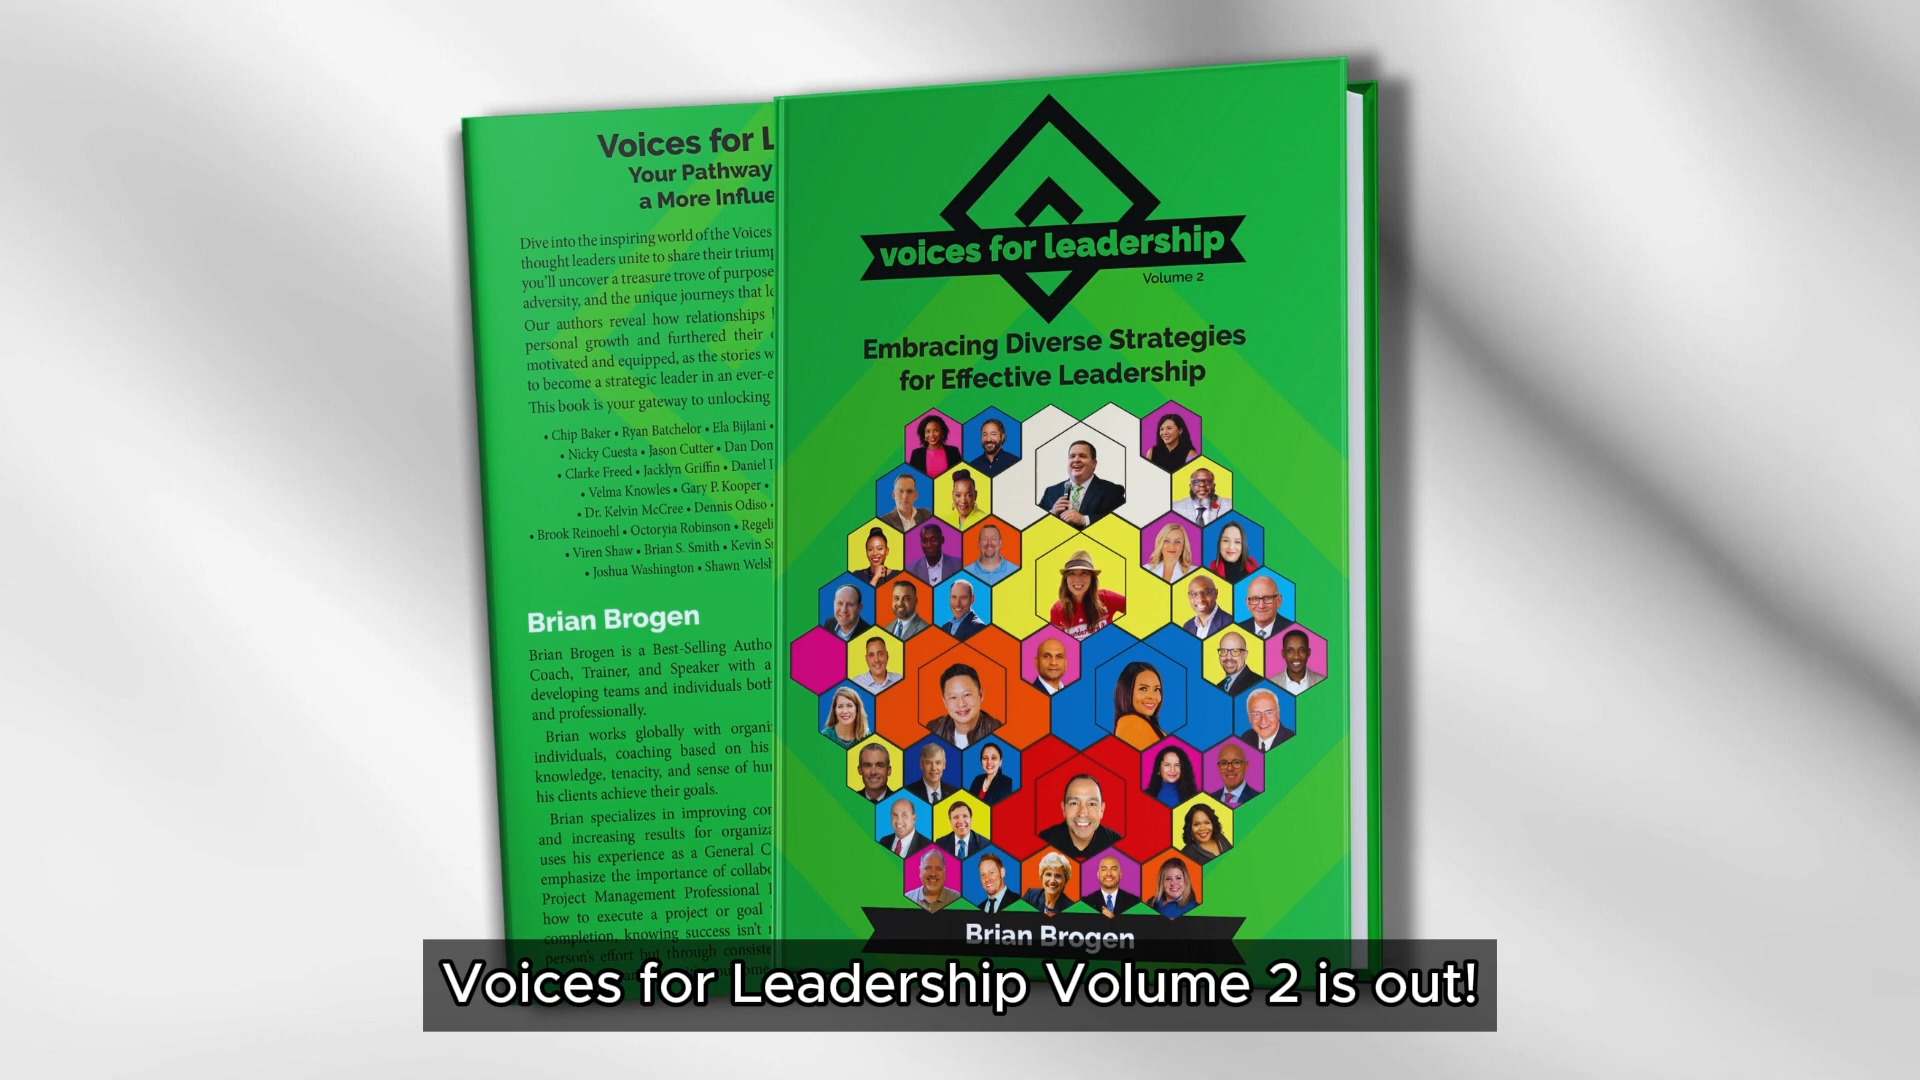 Voices for L
Your Pathway
a More Influe
Dive into the inspiring world of the Voices
thought leaders unite to share their triump
you'll uncover a treasure trove of purpose
adversity, and the unique journeys that le
Our authors reveal how relationships
personal growth and furthered their
motivated and equipped, as the stories w
to become a strategic leader in an ever-e
This book is your gateway to unlocking
• Chip Baker • Ryan Batchelor • Ela Bijlani •
• Nicky Cuesta • Jason Cutter • Dan Don
• Clarke Freed • Jacklyn Griffin • Daniel
• Velma Knowles • Gary P. Kooper •
• Dr. Kelvin McCree • Dennis Odiso •
• Brook Reinoehl • Octoryia Robinson • Regeli
• Viren Shaw • Brian S. Smith • Kevin S
• Joshua Washington • Shawn Welsh
Brian Brogen
Brian Brogen is a Best-Selling Autho
Coach, Trainer, and Speaker with a
developing teams and individuals both
and professionally.
Brian works globally with organi
individuals, coaching based on his
knowledge, tenacity, and sense of hu
his clients achieve their goals.
Brian specializes in improving co
and increasing results for organiza
uses his experience as a General C
emphasize the importance of collabo
Project Management Professional
how to execute a project or goal
completion, knowing success isn't
person's effort but through consiste
voices for leadership
Volume 2
Embracing Diverse Strategies
for Effective Leadership
Brian Brogen
Voices for Leadership Volume 2 is out!